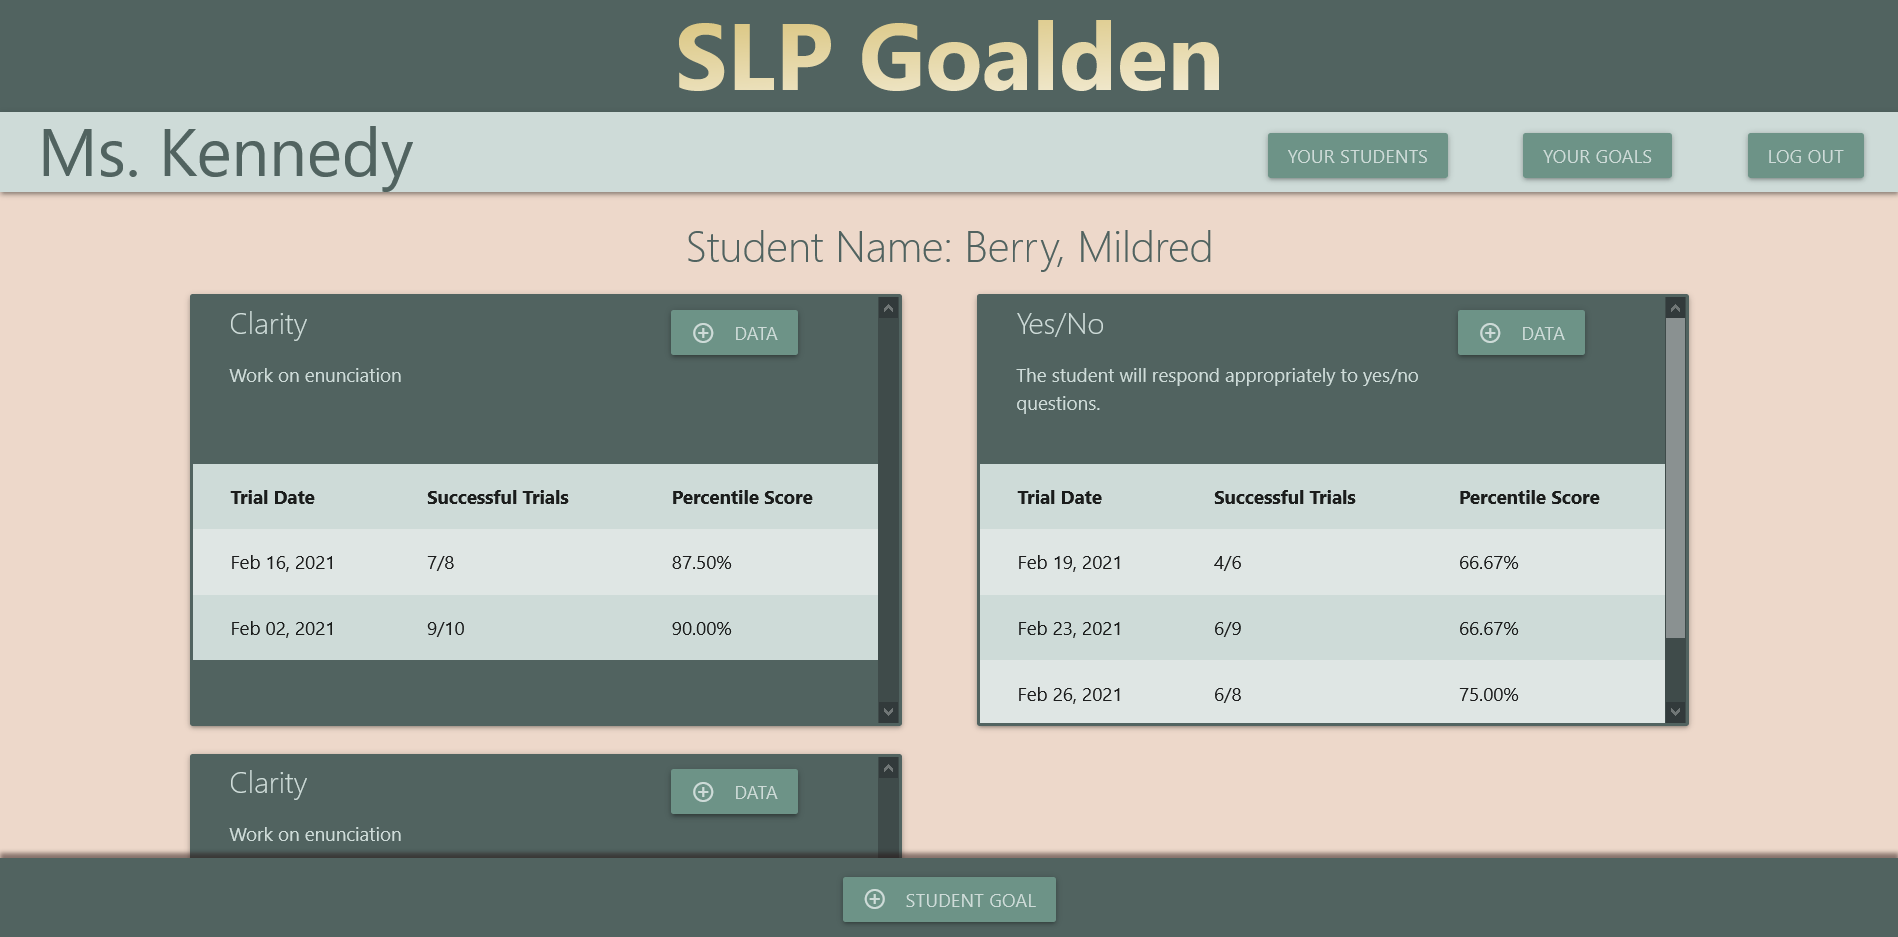 SLP Goalden
Ms. Kennedy
YOUR STUDENTS
YOUR GOALS
LOG OUT
Student Name: Berry, Mildred
Clarity
DATA
Work on enunciation
Trial Date Successful Trials Percentile Score
Feb 16, 2021 7/8 87.50%
Feb 02, 2021 9/10 90.00%
Yes/No
DATA
The student will respond appropriately to yes/no
questions.
Trial Date Successful Trials Percentile Score
Feb 19, 2021 4/6 66.67%
Feb 23, 2021 6/9 66.67%
Feb 26, 2021 6/8 75.00%
Clarity
DATA
Work on enunciation
STUDENT GOAL